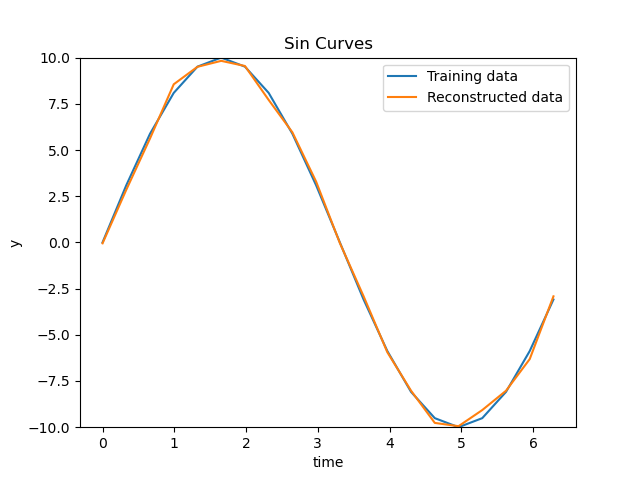 Sin Curves
Training data
Reconstructed data
10.0
7.5
5.0
2.5
0.0
−2.5
−5.0
−7.5
−10.0
y
0 1 2 3 4 5 6
time